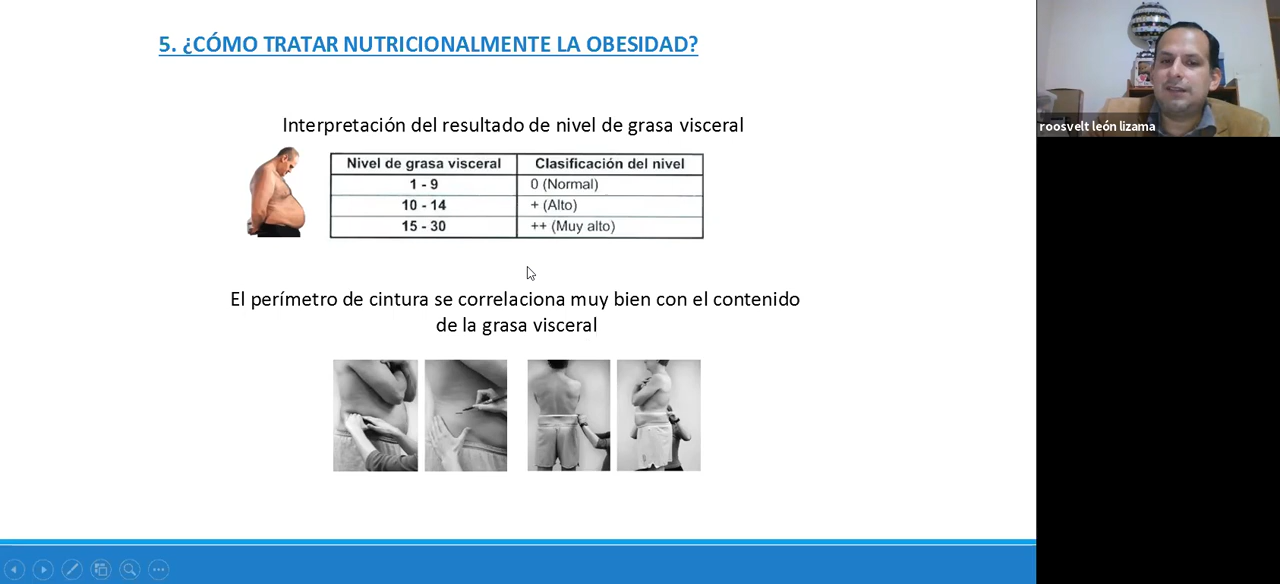 5. ¿CÓMO TRATAR NUTRICIONALMENTE LA OBESIDAD?
roosvelt león lizama
Interpretación del resultado de nivel de grasa visceral
Nivel de grasa visceral Clasificación del nivel
1 - 9 0 (Normal)
10 - 14 + (Alto)
15 - 30 ++ (Muy alto)
El perímetro de cintura se correlaciona muy bien con el contenido
de la grasa visceral